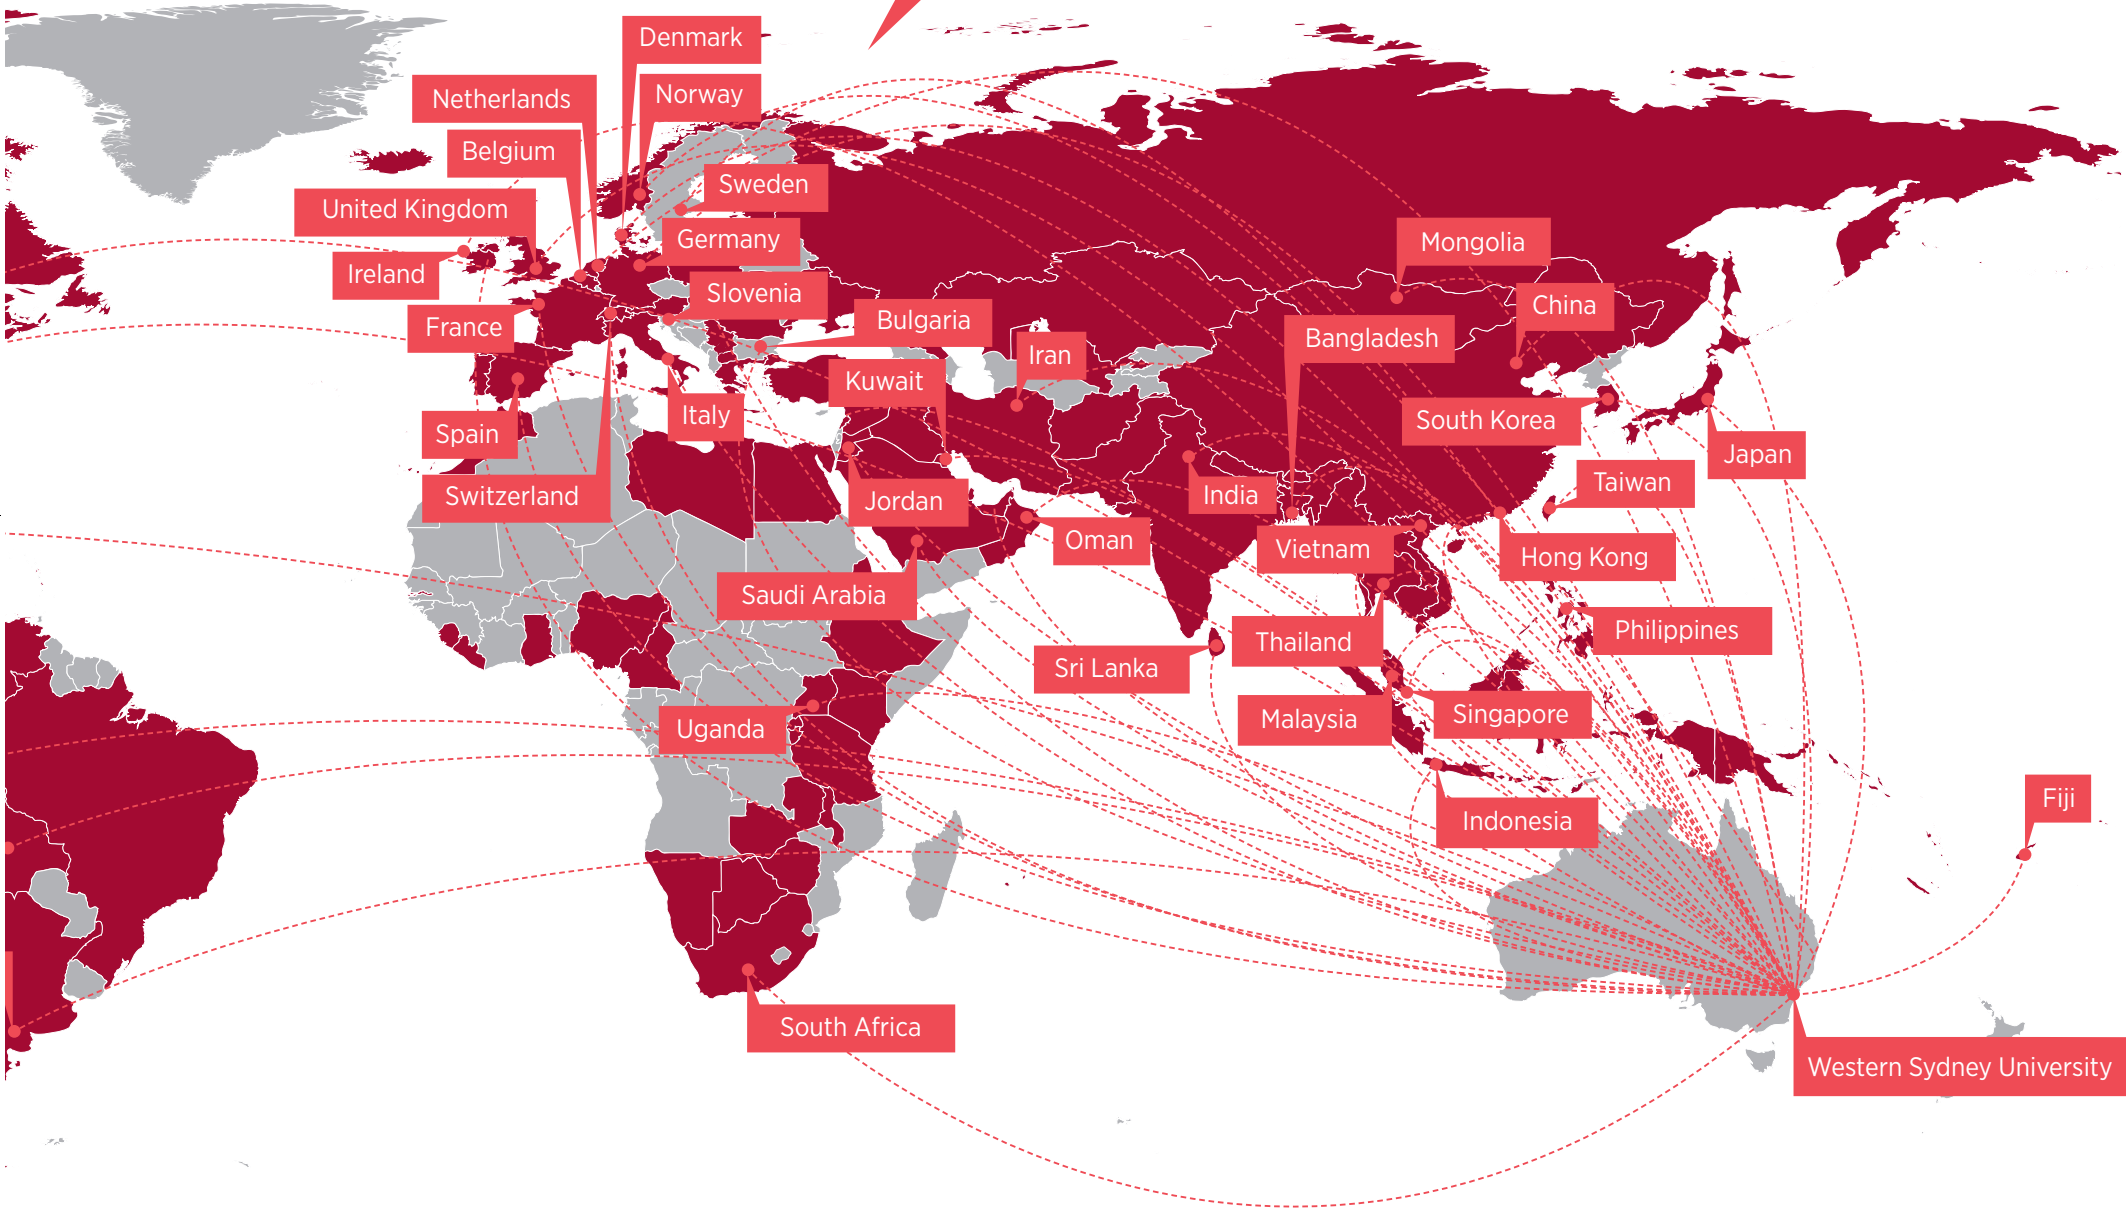 Denmark
Norway
Netherlands
Belgium
Sweden
United Kingdom
Germany
Mongolia
Ireland
Slovenia
China
France
Bulgaria
Bangladesh
Iran
Kuwait
Italy
South Korea
Spain
Japan
Taiwan
Switzerland
Jordan
India
Oman
Vietnam
Hong Kong
Saudi Arabia
Philippines
Thailand
Sri Lanka
Singapore
Malaysia
Uganda
Fiji
Indonesia
South Africa
Western Sydney University